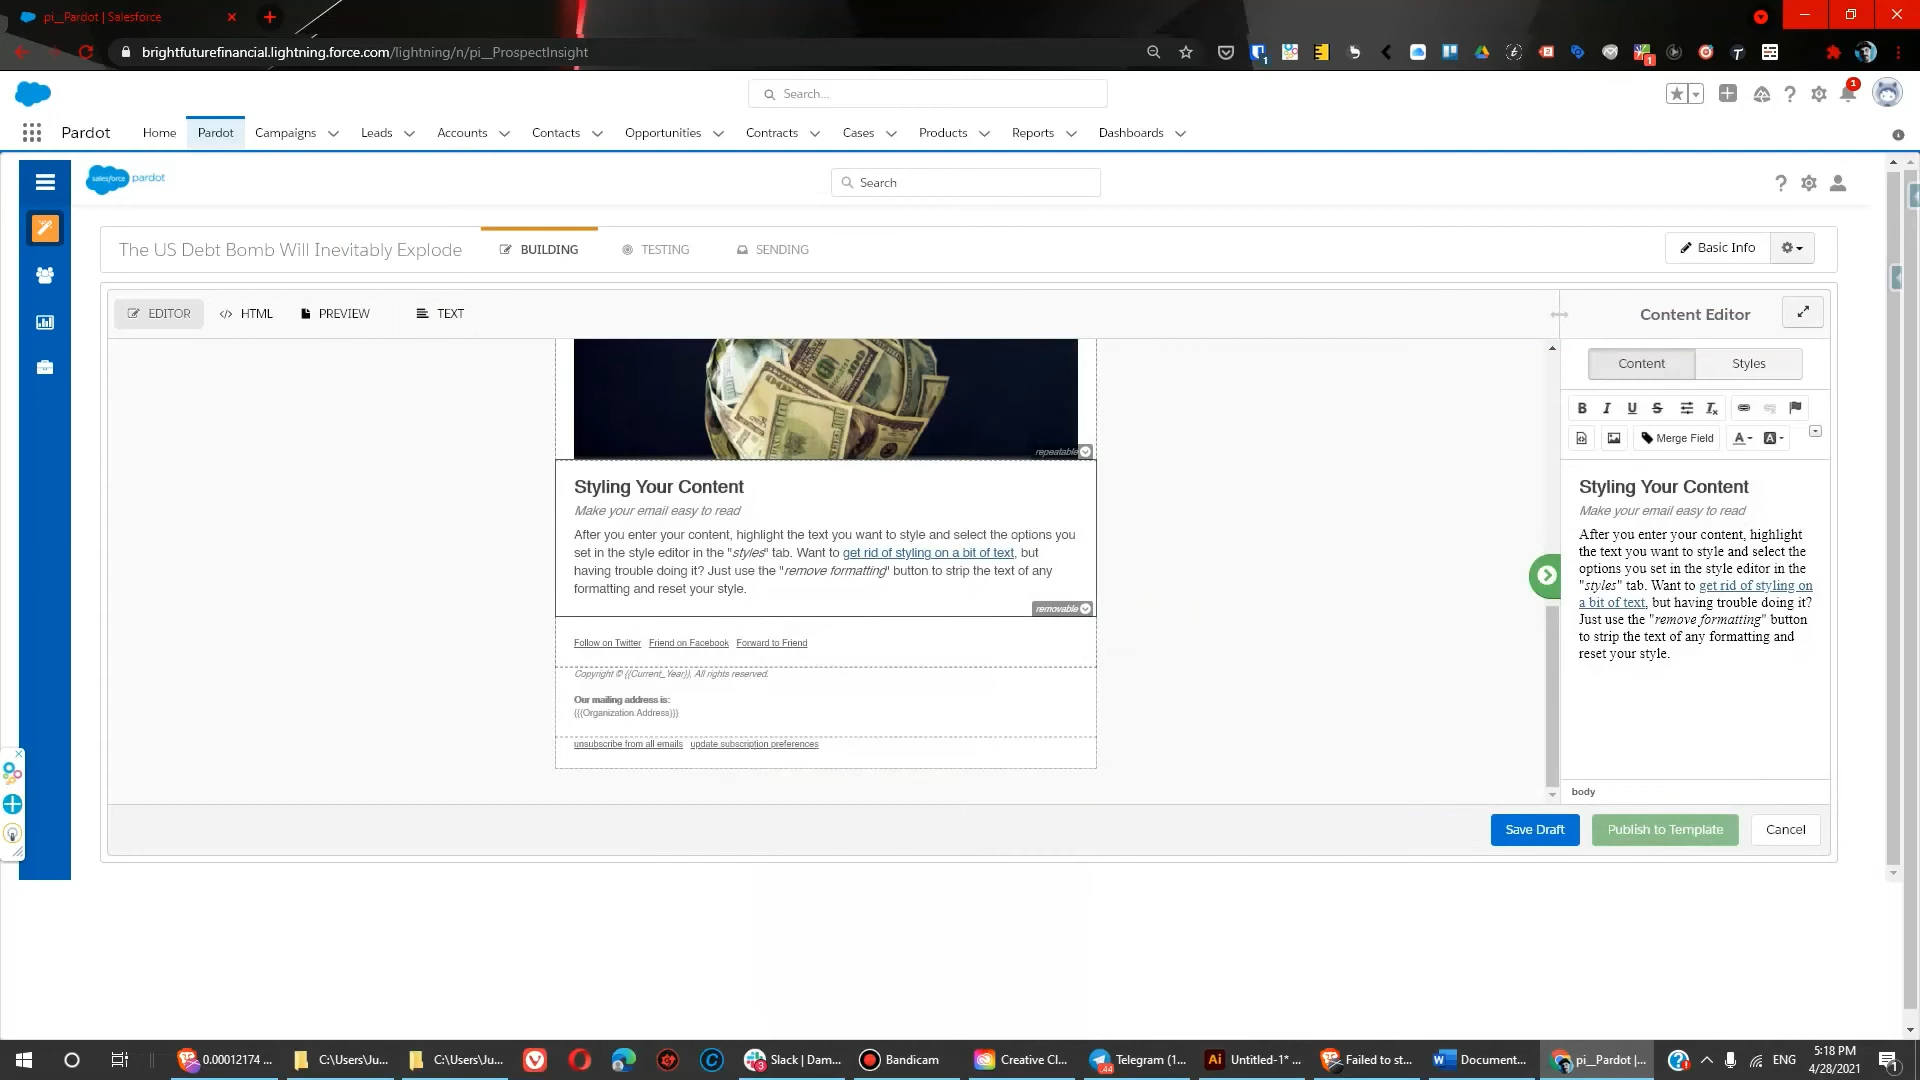 pi__Pardot | Salesforce
brightfuturefinancial.lightning.force.com/lightning/n/pi__ProspectInsight
Search...
1
Pardot Home Pardot Campaigns Leads Accounts Contacts Opportunities Contracts Cases Products Reports Dashboards
salesforce pardot
Search
The US Debt Bomb Will Inevitably Explode BUILDING TESTING SENDING Basic Info
EDITOR HTML PREVIEW TEXT Content Editor
Content Styles
Merge Field
repeatable
Styling Your Content
Make your email easy to read
After you enter your content, highlight the text you want to style and select the options you
set in the style editor in the "styles" tab. Want to get rid of styling on a bit of text, but
having trouble doing it? Just use the "remove formatting" button to strip the text of any
formatting and reset your style.
removable
Follow on Twitter Friend on Facebook Forward to Friend
Copyright © {{Current_Year}}, All rights reserved.
Our mailing address is:
{{{Organization.Address}}}
unsubscribe from all emails update subscription preferences
Styling Your Content
Make your email easy to read
After you enter your content, highlight
the text you want to style and select the
options you set in the style editor in the
"styles" tab. Want to get rid of styling on
a bit of text, but having trouble doing it?
Just use the "remove formatting" button
to strip the text of any formatting and
reset your style.
body
Save Draft Publish to Template Cancel
0.00012174 ... C:\Users\Ju... C:\Users\Ju... Slack | Dam... Bandicam Creative Cl... Telegram (1... Untitled-1* ... Failed to st... Document... pi__Pardot |... ENG
5:18 PM
4/28/2021